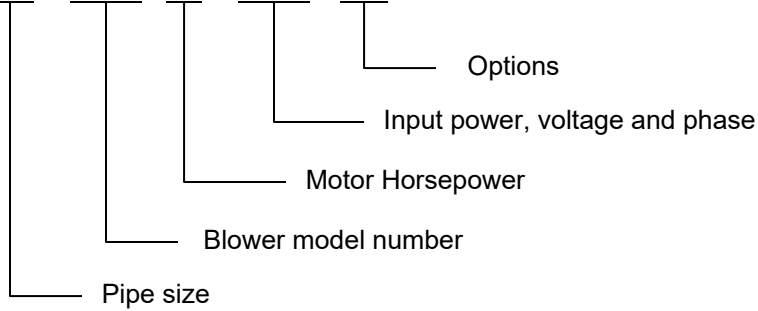 Options
Input power, voltage and phase
Motor Horsepower
Blower model number
Pipe size